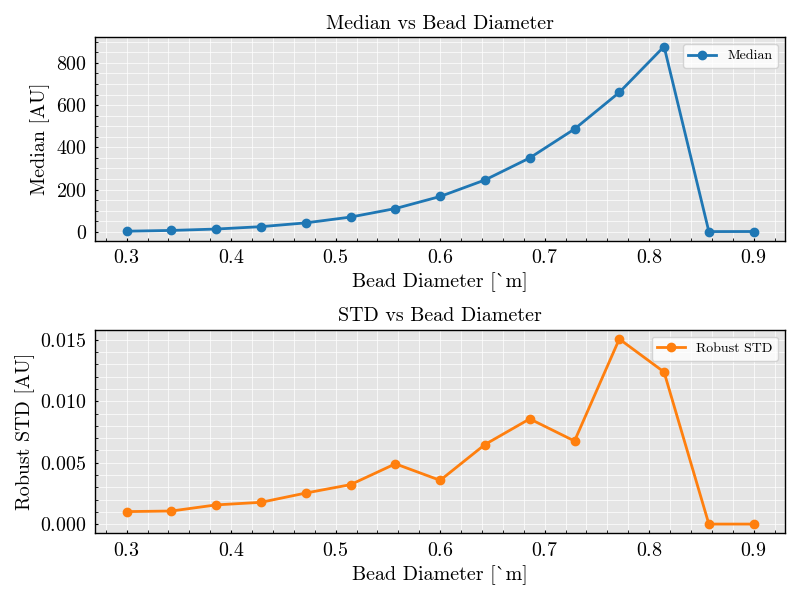 Median vs Bead Diameter
Median [AU]
800
600
400
200
0
Median
0.3 0.4 0.5 0.6 0.7 0.8 0.9
Bead Diameter [`m]
STD vs Bead Diameter
Robust STD [AU]
0.015
0.010
0.005
0.000
Robust STD
0.3 0.4 0.5 0.6 0.7 0.8 0.9
Bead Diameter [`m]